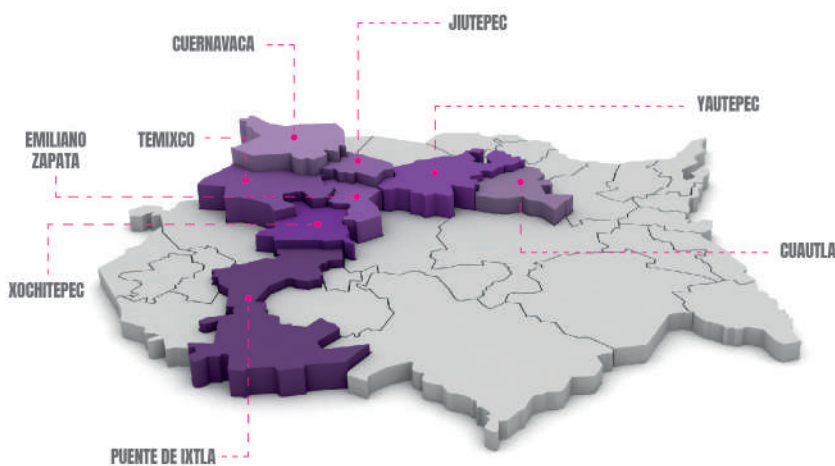 JIUTEPEC
CUERNAVACA
YAUTEPEC
EMILIANO
ZAPATA
TEMIXCO
CUAUTLA
XOCHITEPEC
PUENTE DE IXTLA